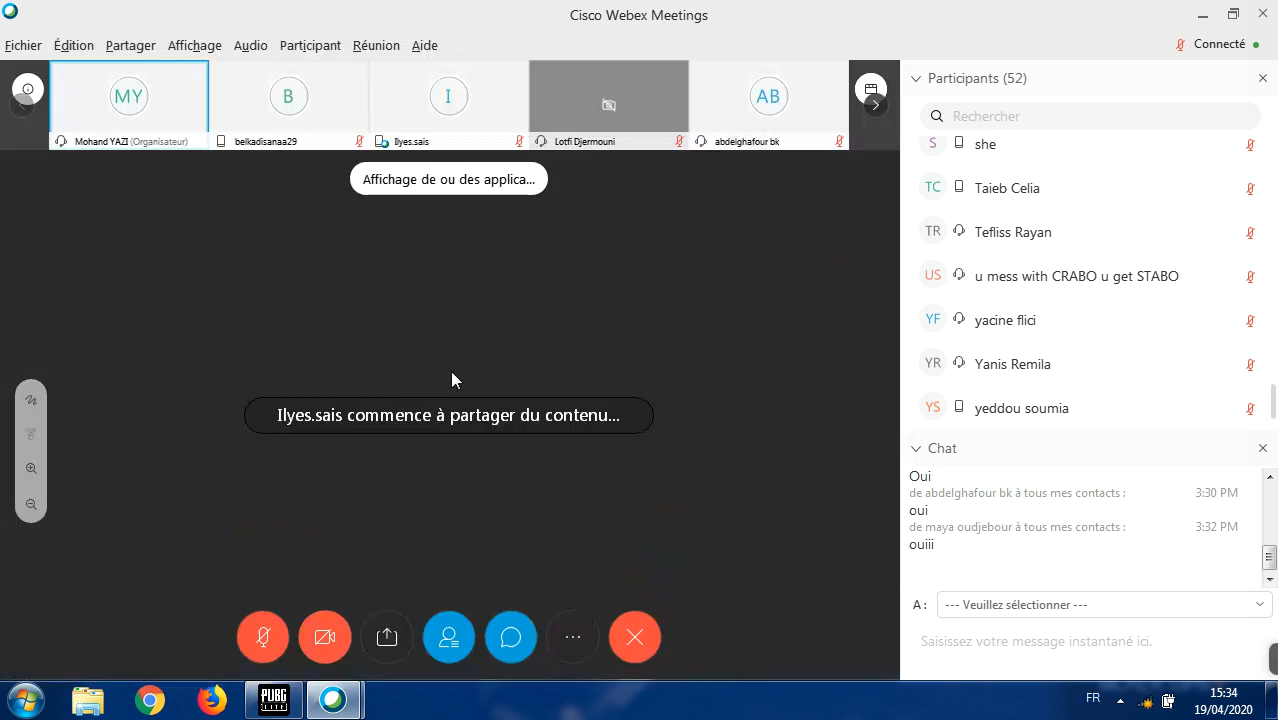 Cisco Webex Meetings
Fichier Édition Partager Affichage Audio Participant Réunion Aide
Connecté
MY
B
I
AB
Mohand YAZI (Organisateur)
belkadisanaa29
Ilyes.sais
Lotfi Djermouni
abdelghafour bk
Affichage de ou des applica...
Ilyes.sais commence à partager du contenu...
Participants (52)
Rechercher
S she
TC Taieb Celia
TR Tefliss Rayan
US u mess with CRABO u get STABO
YF yacine flici
YR Yanis Remila
YS yeddou soumia
Chat
Oui
de abdelghafour bk à tous mes contacts : 3:30 PM
oui
de maya oudjebour à tous mes contacts : 3:32 PM
ouiii
A : --- Veuillez sélectionner ---
Saisissez votre message instantané ici.
PUBG
LITE
FR
15:34
19/04/2020